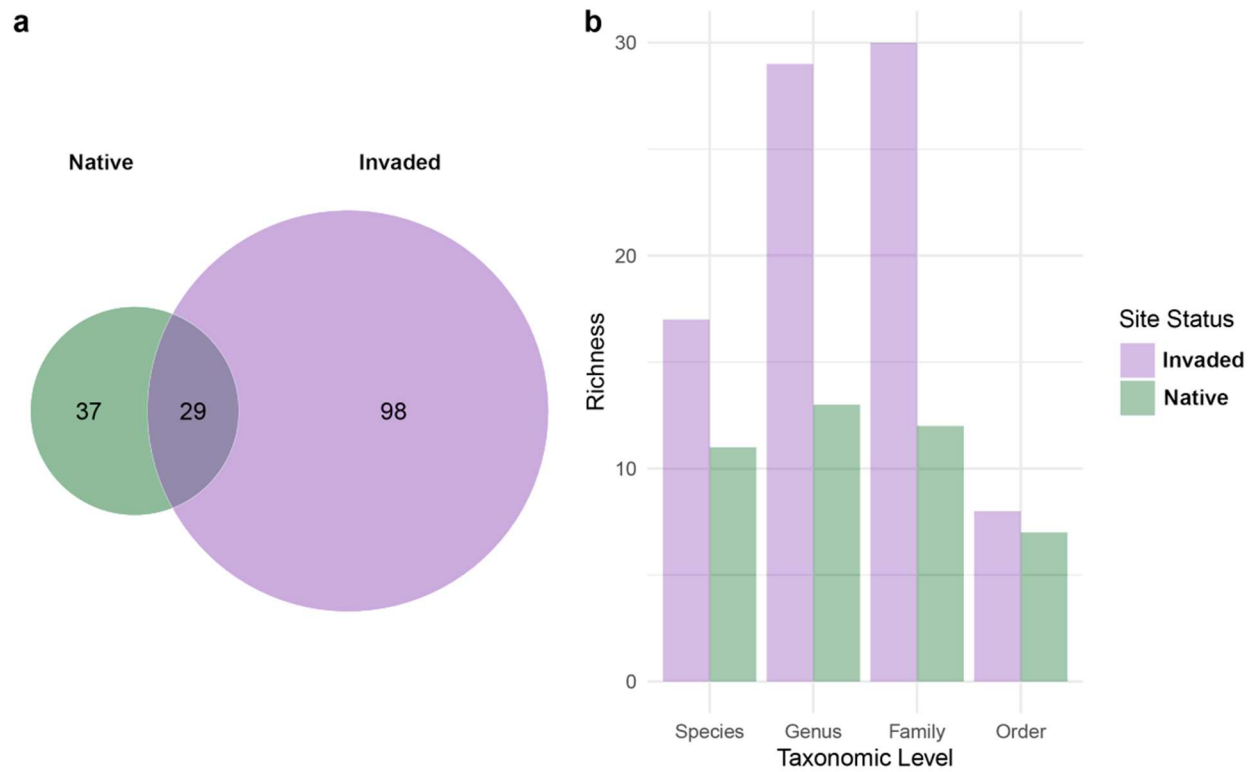 a
Native Invaded
37 29 98
b
30
20
10
0
Richness
Species Genus Family Order
Taxonomic Level
Site Status
Invaded
Native